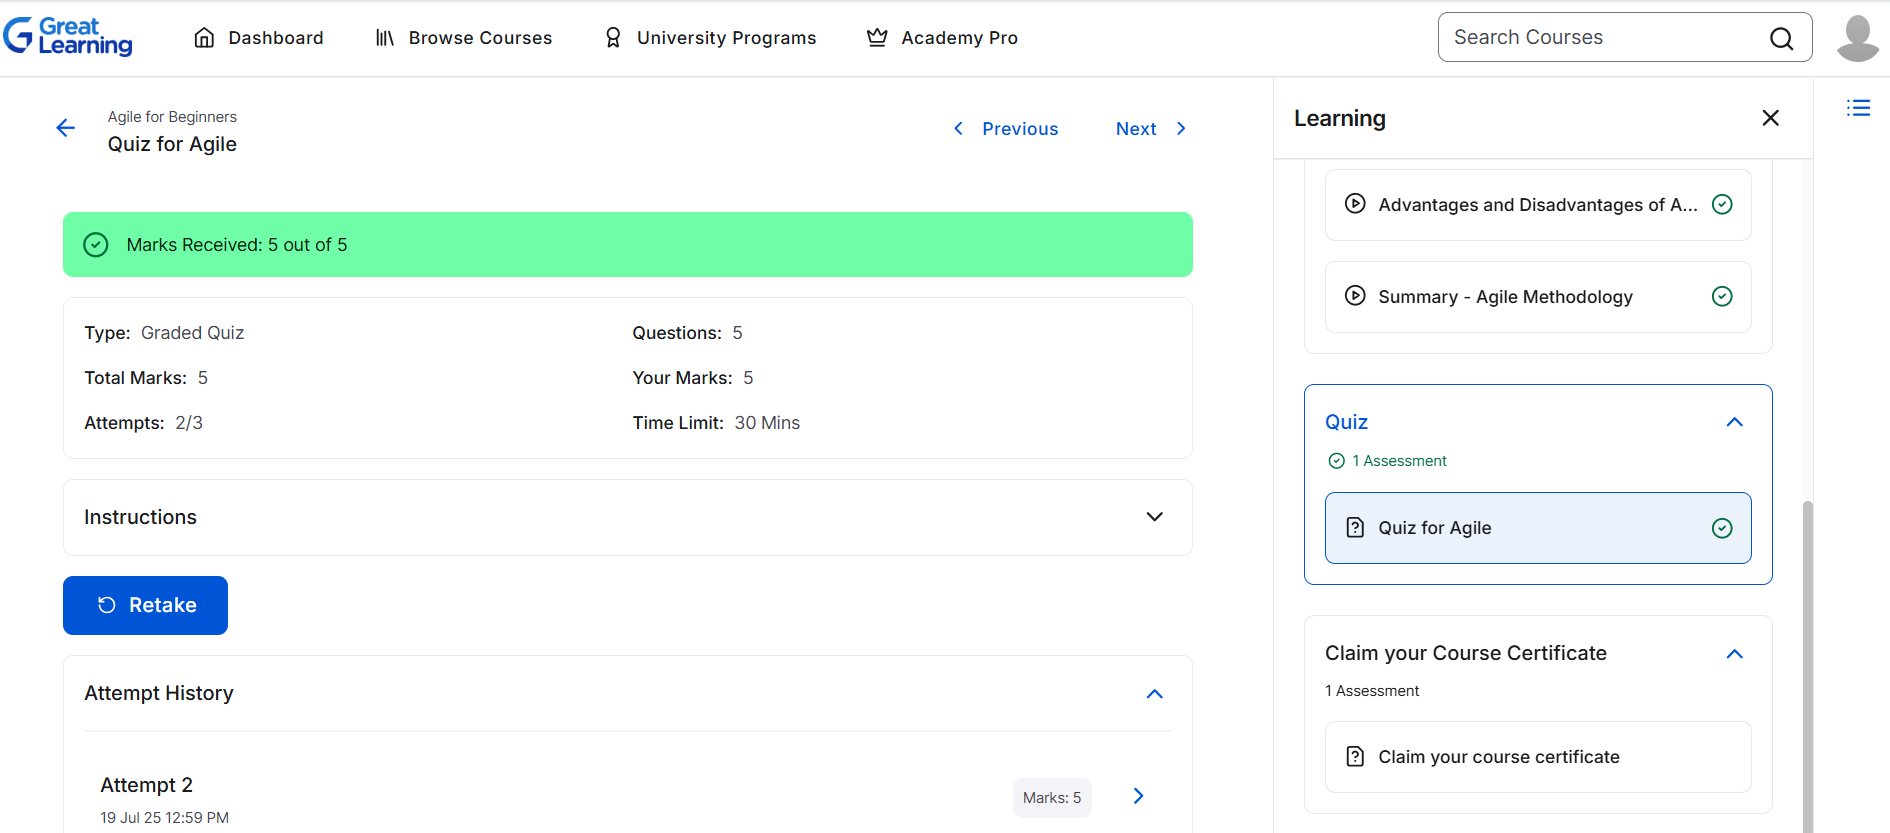 Great Learning
Dashboard
Browse Courses
University Programs
Academy Pro
Search Courses
Agile for Beginners
Quiz for Agile
Previous
Next
Marks Received: 5 out of 5
Type: Graded Quiz
Questions: 5
Total Marks: 5
Your Marks: 5
Attempts: 2/3
Time Limit: 30 Mins
Instructions
Retake
Attempt History
Attempt 2
19 Jul 25 12:59 PM
Marks: 5
Learning
Advantages and Disadvantages of A...
Summary - Agile Methodology
Quiz
1 Assessment
Quiz for Agile
Claim your Course Certificate
1 Assessment
Claim your course certificate